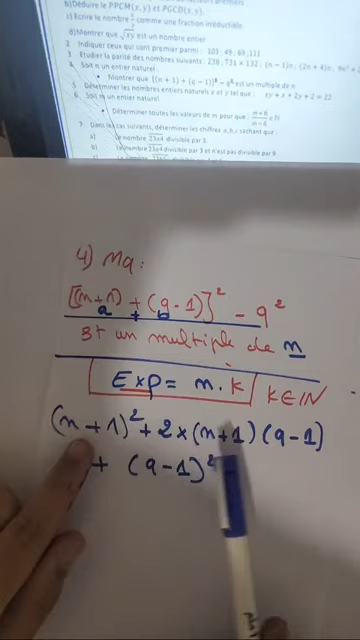 b)Déduire le PPCM(x, y) et PGCD(x, y).
c)Ecrire le nombre comme une fraction irréductible.
d)Montrer que √xy est un nombre entier
2 Indiquer ceux qui sont premier parmi : 103 ; 49 ; 69 ; 111
3 Etudier la parité des nombres : 238 ; 731 × 132 ; (n − 1)n ; (2n + 4)n ;
4 Soit n un entier naturel :
• Montrer que ((n + 1) + (q − 1))² − q² est un multiple de n
5 Déterminer les nombres entiers naturels x et y tel que : xy + x + 2y + 2 = 22
6 Soit n un entier naturel.
• Déterminer toutes les valeurs de m pour que :
7 Dans les cas suivants, déterminer les chiffres a, b, c sachant que :
a) Le nombre 23x4 divisible par 3.
b) Le nombre 23x4 divisible par 3 et n'est pas divisible par 9
4) Mq:
[(n+1) + (q-1)]² - q²
a + b
Est un multiple de n
Exp = n . k / k∈IN
(n+1)² + 2×(n+1)(q-1)
+ (q-1)²